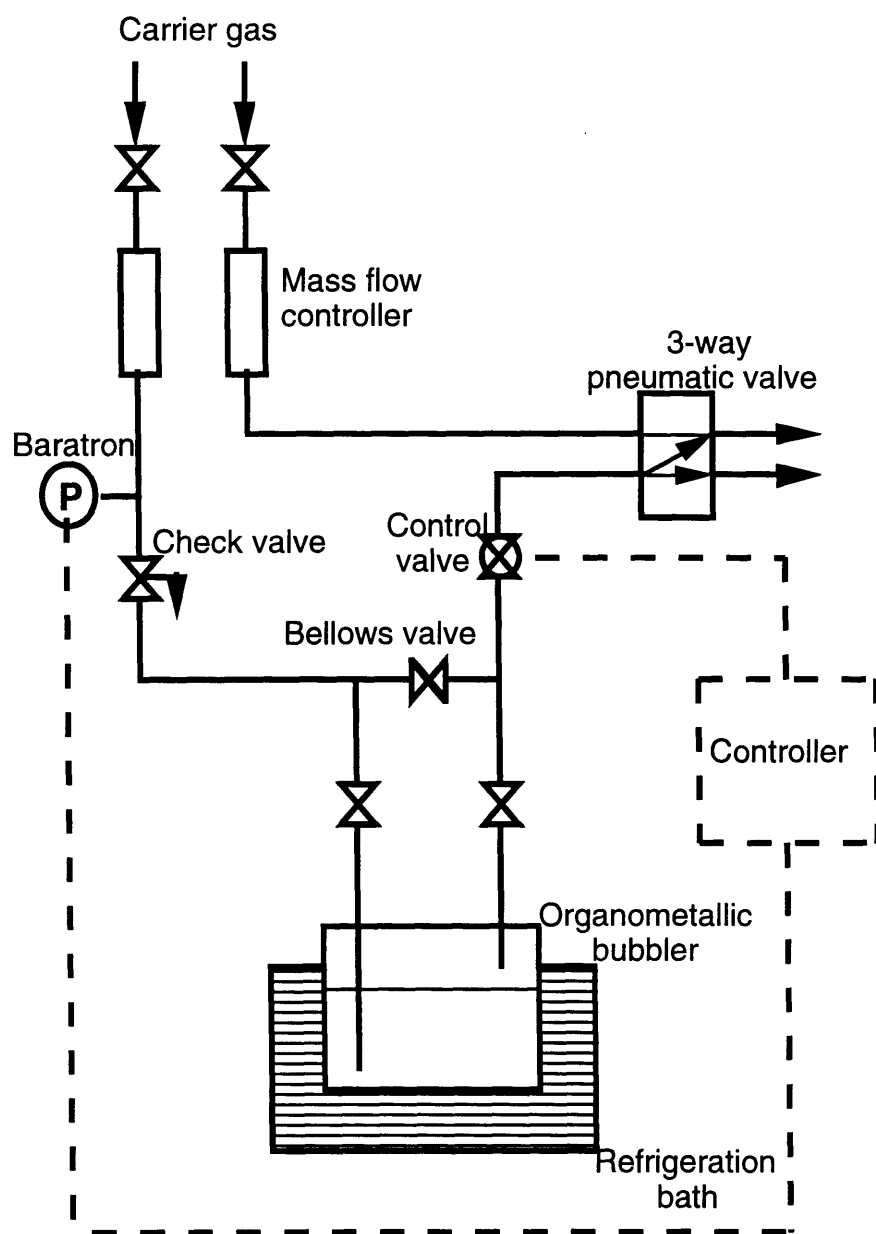 Carrier gas
Mass flow
controller
3-way
pneumatic valve
Baratron
P
Check valve
Control
valve
Bellows valve
Controller
Organometallic
bubbler
Refrigeration
bath